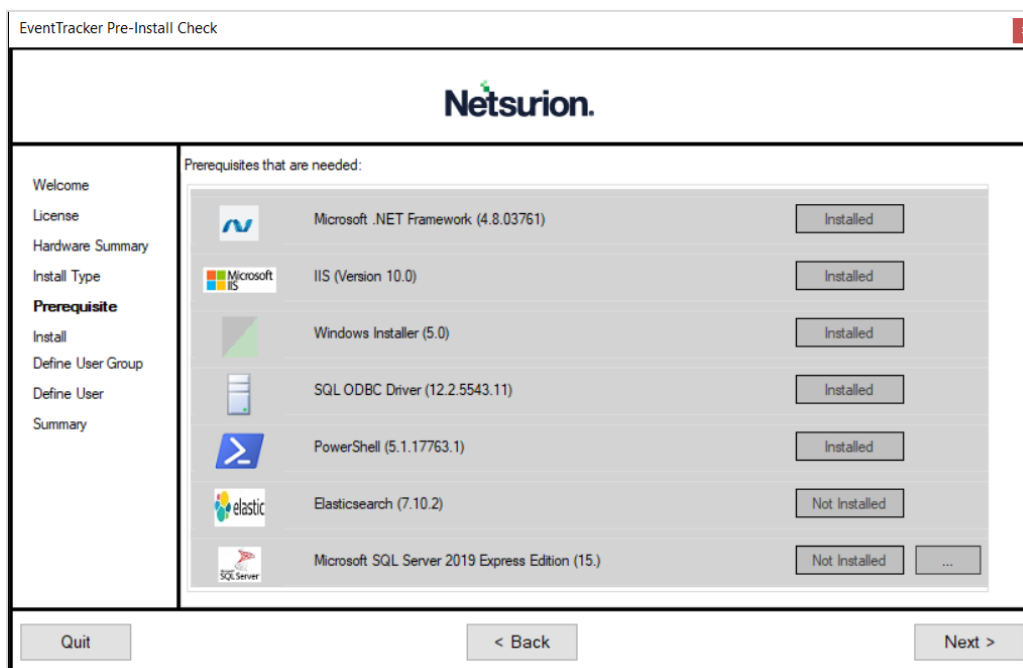 EventTracker Pre-Install Check
Netsurion.
Welcome
License
Hardware Summary
Install Type
Prerequisite
Install
Define User Group
Define User
Summary
Prerequisites that are needed:
Microsoft .NET Framework (4.8.03761)
Installed
Microsoft
IIS
IIS (Version 10.0)
Installed
Windows Installer (5.0)
Installed
SQL ODBC Driver (12.2.5543.11)
Installed
PowerShell (5.1.17763.1)
Installed
elastic
Elasticsearch (7.10.2)
Not Installed
SQL Server
Microsoft SQL Server 2019 Express Edition (15.)
Not Installed
...
Quit
< Back
Next >